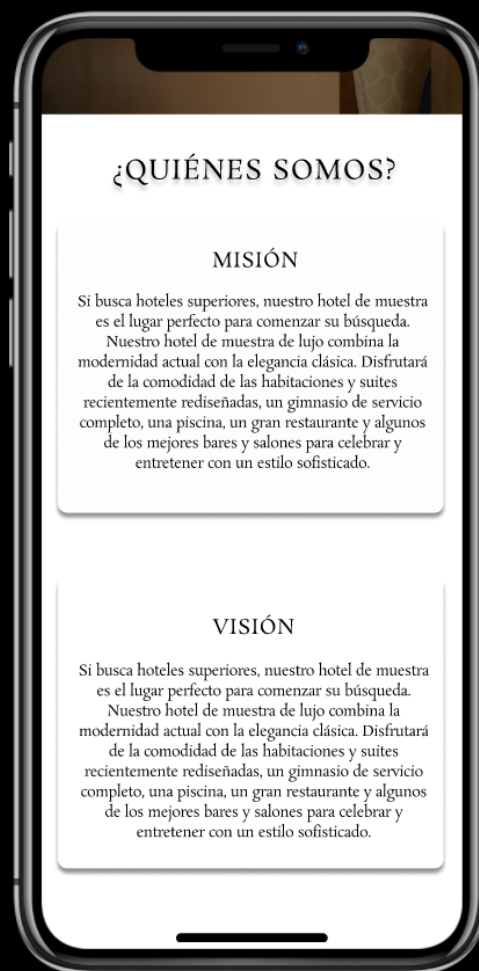 ¿QUIÉNES SOMOS?
MISIÓN
Si busca hoteles superiores, nuestro hotel de muestra
es el lugar perfecto para comenzar su búsqueda.
Nuestro hotel de muestra de lujo combina la
modernidad actual con la elegancia clásica. Disfrutará
de la comodidad de las habitaciones y suites
recientemente rediseñadas, un gimnasio de servicio
completo, una piscina, un gran restaurante y algunos
de los mejores bares y salones para celebrar y
entretener con un estilo sofisticado.
VISIÓN
Si busca hoteles superiores, nuestro hotel de muestra
es el lugar perfecto para comenzar su búsqueda.
Nuestro hotel de muestra de lujo combina la
modernidad actual con la elegancia clásica. Disfrutará
de la comodidad de las habitaciones y suites
recientemente rediseñadas, un gimnasio de servicio
completo, una piscina, un gran restaurante y algunos
de los mejores bares y salones para celebrar y
entretener con un estilo sofisticado.